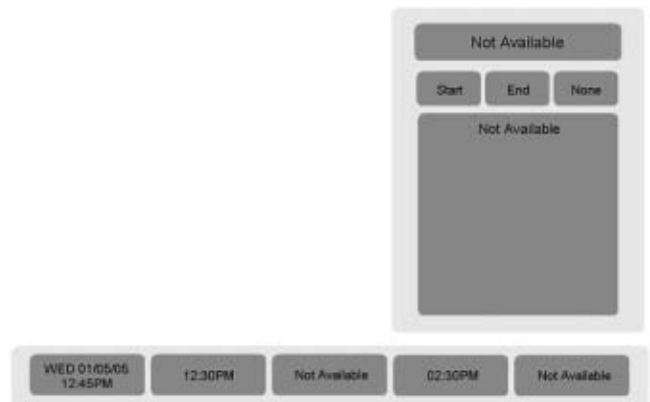 Not Available
Start End None
Not Available
WED 01/05/05
12:45PM
12:30PM
Not Available
02:30PM
Not Available